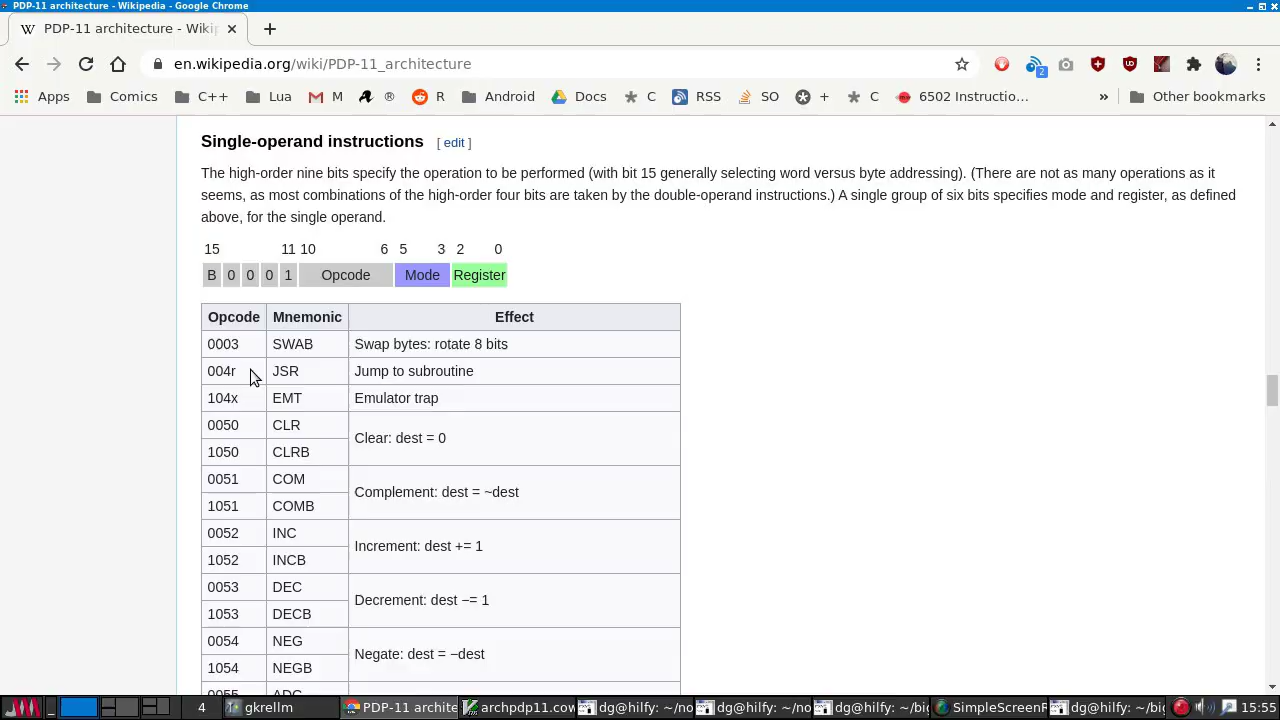 PDP-11 architecture - Wikipedia - Google Chrome
PDP-11 architecture - Wikip
en.wikipedia.org/wiki/PDP-11_architecture
2
Apps Comics C++ Lua M ® R Android Docs C RSS SO + C 6502 Instructio... » Other bookmarks
Single-operand instructions [ edit ]
The high-order nine bits specify the operation to be performed (with bit 15 generally selecting word versus byte addressing). (There are not as many operations as it
seems, as most combinations of the high-order four bits are taken by the double-operand instructions.) A single group of six bits specifies mode and register, as defined
above, for the single operand.
15 11 10 6 5 3 2 0
B 0 0 0 1 Opcode Mode Register
Opcode Mnemonic Effect
0003 SWAB Swap bytes: rotate 8 bits
004r JSR Jump to subroutine
104x EMT Emulator trap
0050 CLR Clear: dest = 0
1050 CLRB
0051 COM Complement: dest = ~dest
1051 COMB
0052 INC Increment: dest += 1
1052 INCB
0053 DEC Decrement: dest −= 1
1053 DECB
0054 NEG Negate: dest = −dest
1054 NEGB
0055 ADC
4 gkrellm PDP-11 archite archpdp11.cow dg@hilfy: ~/no dg@hilfy: ~/no dg@hilfy: ~/big SimpleScreenR dg@hilfy: ~/big 15:55